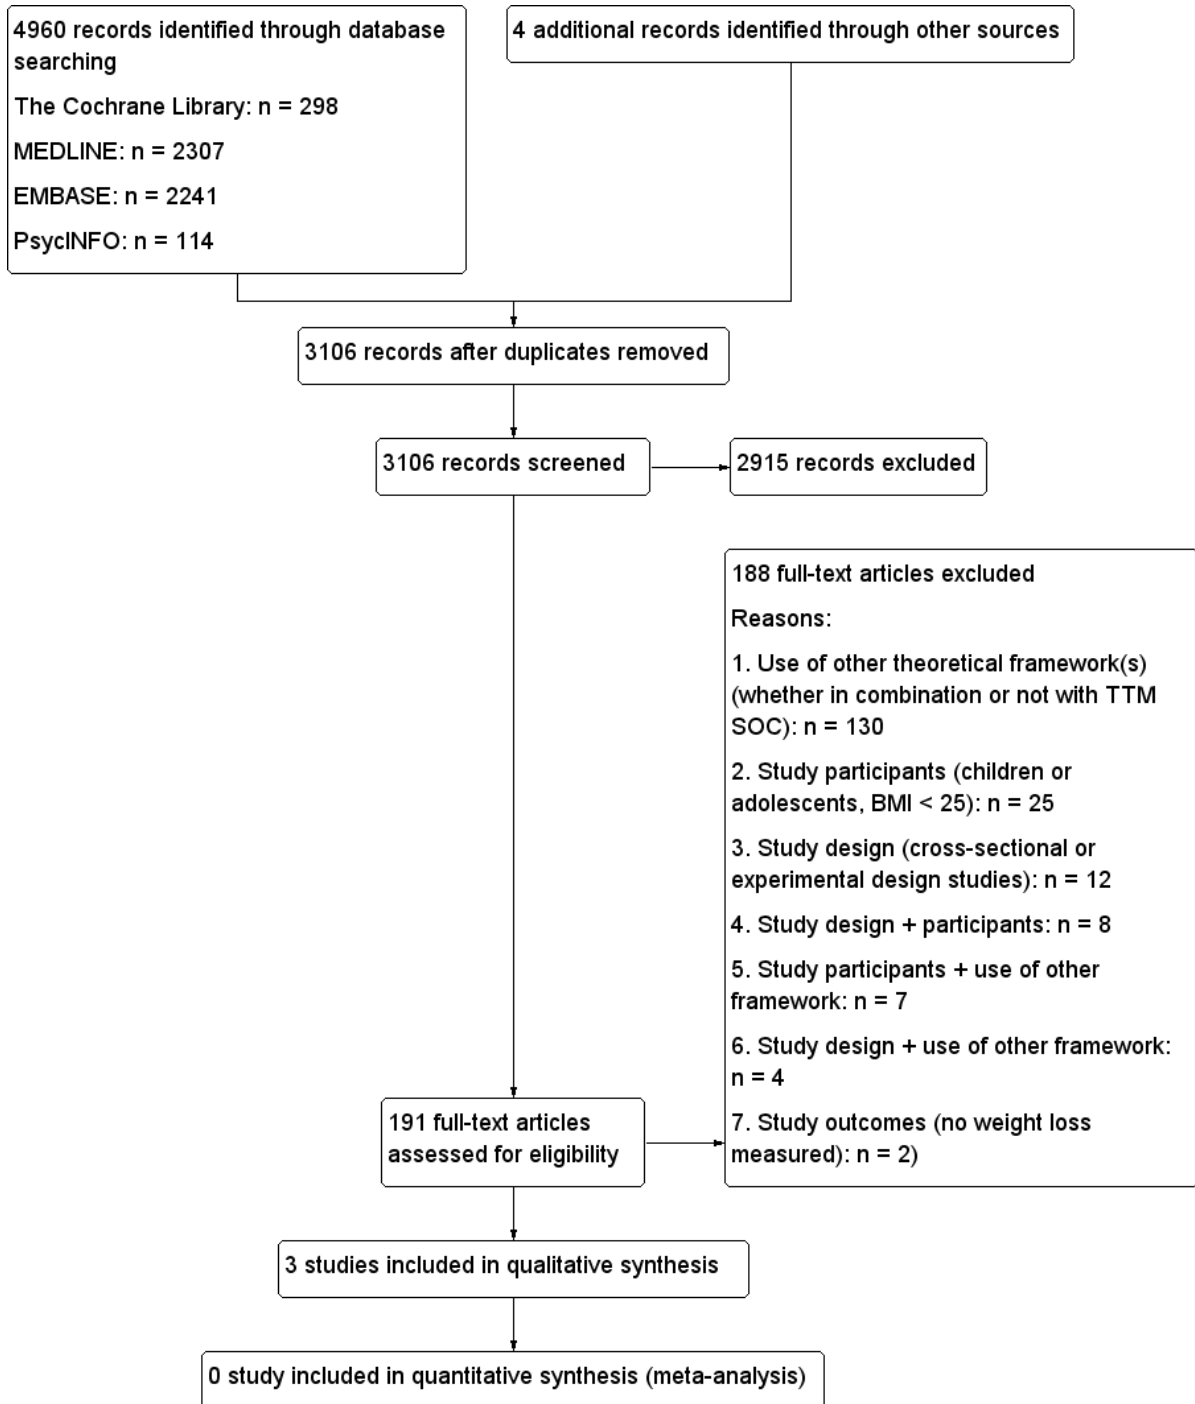 4960 records identified through database
searching
The Cochrane Library: n = 298
MEDLINE: n = 2307
EMBASE: n = 2241
PsycINFO: n = 114
4 additional records identified through other sources
3106 records after duplicates removed
3106 records screened
2915 records excluded
188 full-text articles excluded
Reasons:
1. Use of other theoretical framework(s)
(whether in combination or not with TTM
SOC): n = 130
2. Study participants (children or
adolescents, BMI < 25): n = 25
3. Study design (cross-sectional or
experimental design studies): n = 12
4. Study design + participants: n = 8
5. Study participants + use of other
framework: n = 7
6. Study design + use of other framework:
n = 4
7. Study outcomes (no weight loss
measured): n = 2)
191 full-text articles
assessed for eligibility
3 studies included in qualitative synthesis
0 study included in quantitative synthesis (meta-analysis)